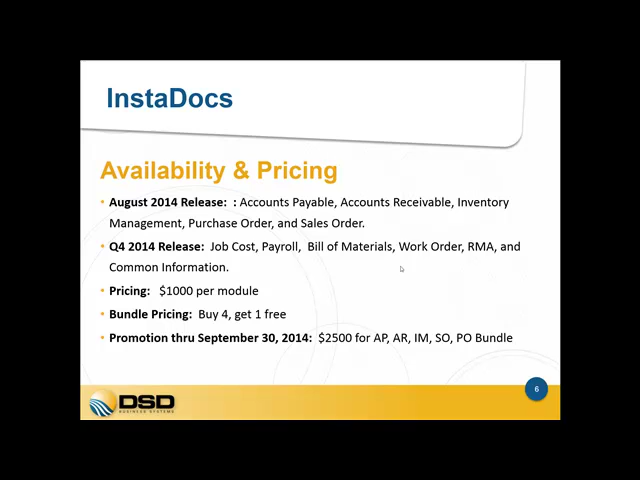 InstaDocs
Availability & Pricing
• August 2014 Release: : Accounts Payable, Accounts Receivable, Inventory
Management, Purchase Order, and Sales Order.
• Q4 2014 Release: Job Cost, Payroll, Bill of Materials, Work Order, RMA, and
Common Information.
• Pricing: $1000 per module
• Bundle Pricing: Buy 4, get 1 free
• Promotion thru September 30, 2014: $2500 for AP, AR, IM, SO, PO Bundle
6
DSD
BUSINESS SYSTEMS